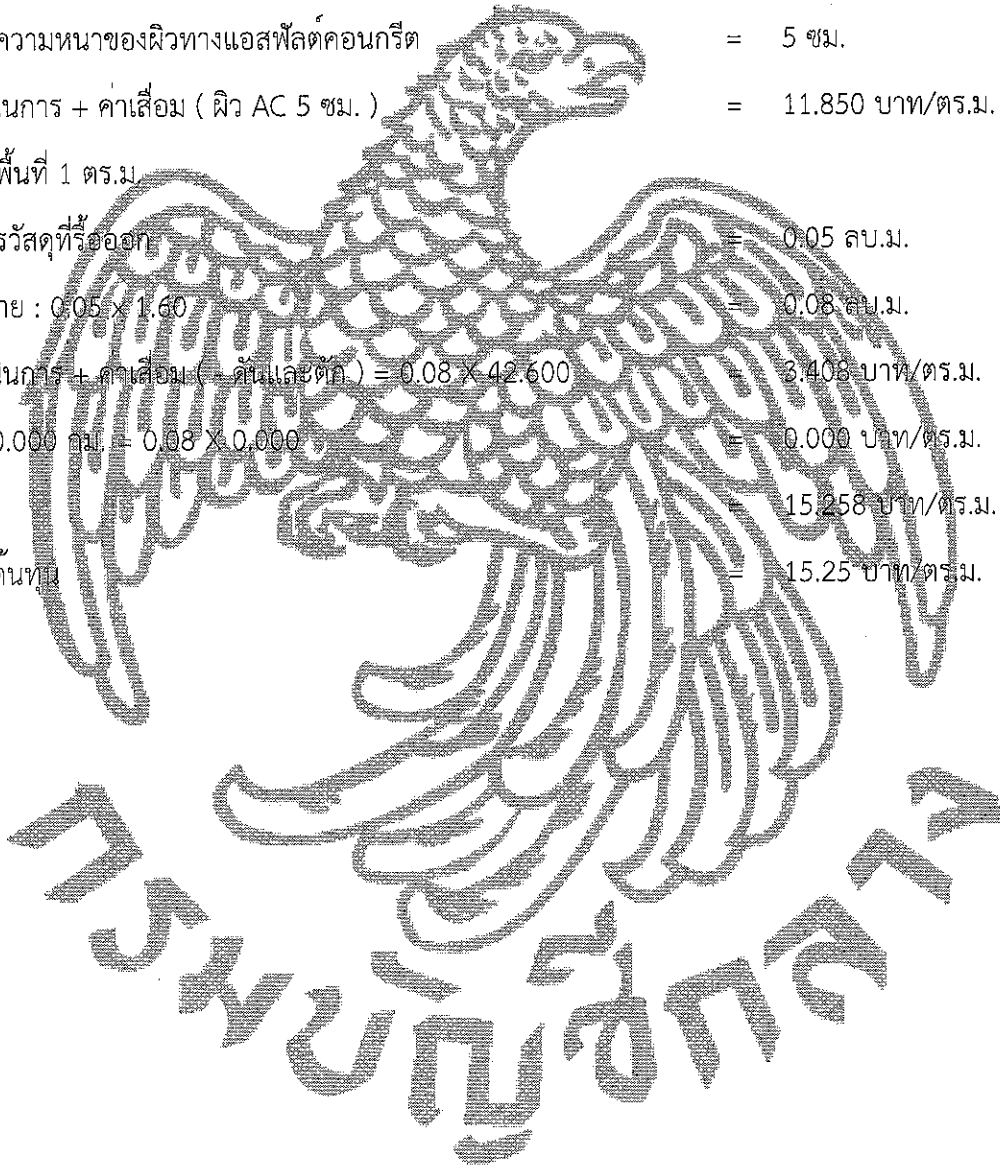 ความหนาของผิวทางแอสฟัลต์คอนกรีต = 5 ซม.
นการ + ค่าเสื่อม ( ผิว AC 5 ซม. ) = 11.850 บาท/ตร.ม.
พื้นที่ 1 ตร.ม.
รวัสดุที่รื้อออก = 0.05 ลบ.ม.
าย : 0.05 x 1.60 = 0.08 ลบ.ม.
นินการ + ค่าเสื่อม ( - ดันและตัก ) = 0.08 X 42.600 = 3.408 บาท/ตร.ม.
0.000 กม. = 0.08 X 0.000 = 0.000 บาท/ตร.ม.
= 15.258 บาท/ตร.ม.
ต้นทุน = 15.25 บาท/ตร.ม.
กรมบัญชีกลาง